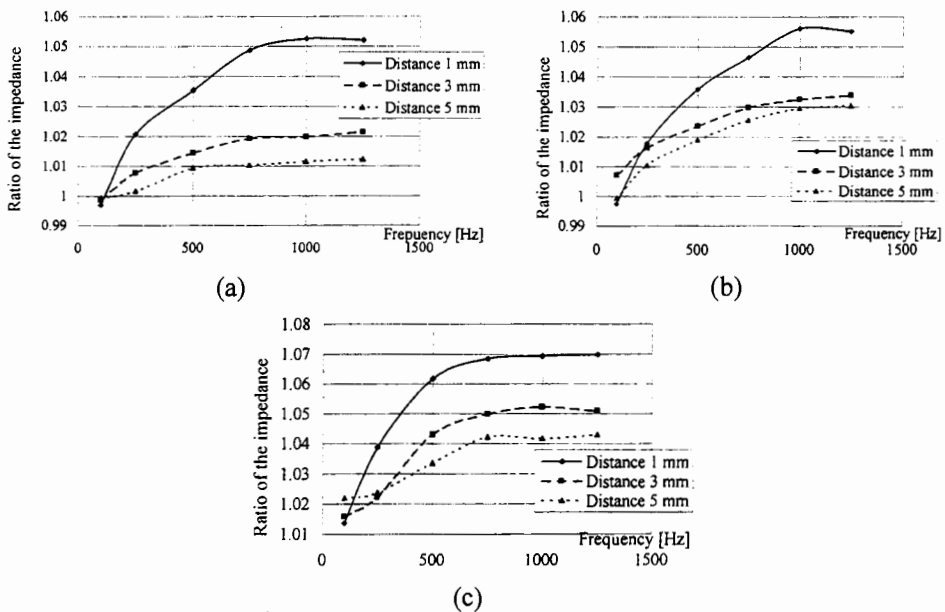 Ratio of the impedance
1.06
1.05
1.04
1.03
1.02
1.01
1
0.99
Distance 1 mm
Distance 3 mm
Distance 5 mm
Frepuency [Hz]
0
500
1000
1500
(a)
Ratio of the impedance
1.06
1.05
1.04
1.03
1.02
1.01
1
0.99
Distance 1 mm
Distance 3 mm
Distance 5 mm
Frequency [Hz]
0
500
1000
1500
(b)
Ratio of the impedance
1.08
1.07
1.06
1.05
1.04
1.03
1.02
1.01
Distance 1 mm
Distance 3 mm
Distance 5 mm
Frequency [Hz]
0
500
1000
1500
(c)